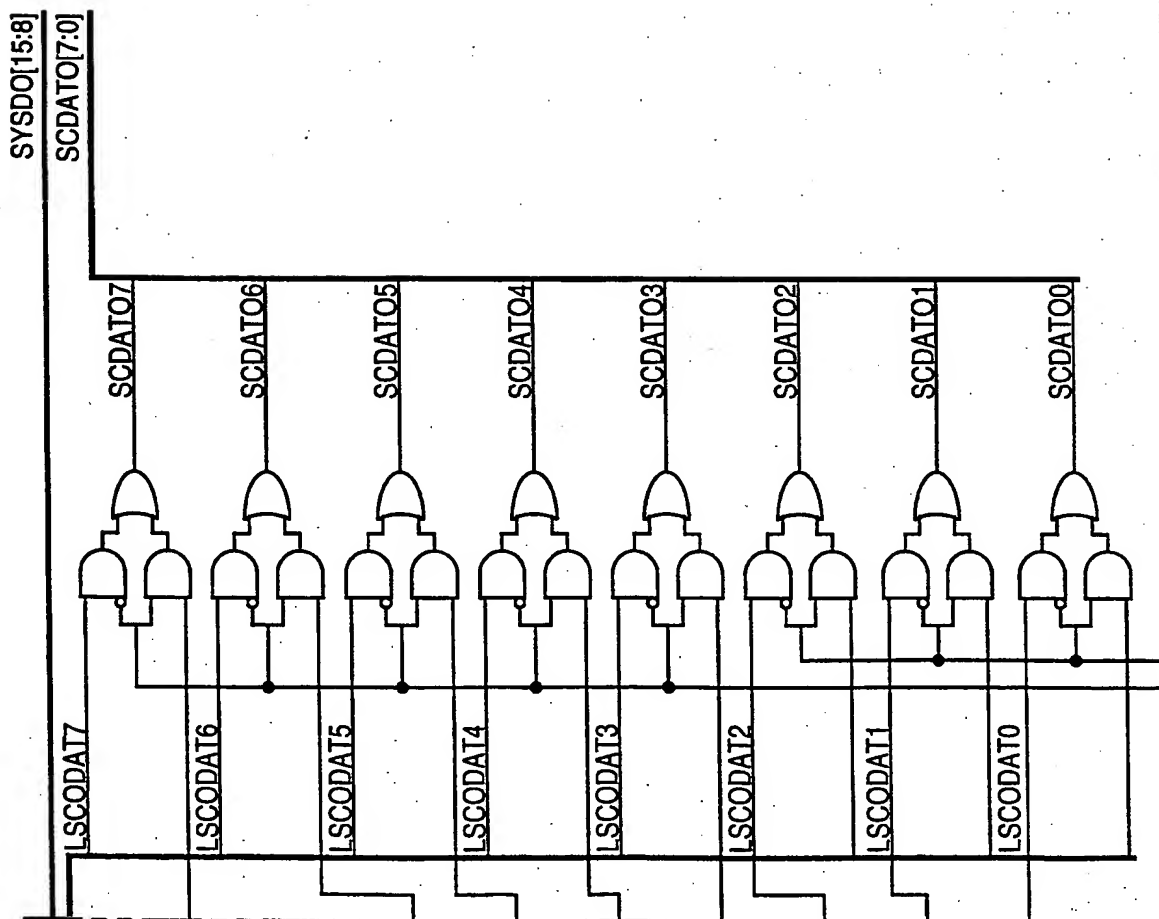 SYSDO[15:8]
SCDATO[7:0]
SCDATO7
SCDATO6
SCDATO5
SCDATO4
SCDATO3
SCDATO2
SCDATO1
SCDATO0
LSCODAT7
LSCODAT6
LSCODAT5
LSCODAT4
LSCODAT3
LSCODAT2
LSCODAT1
LSCODAT0